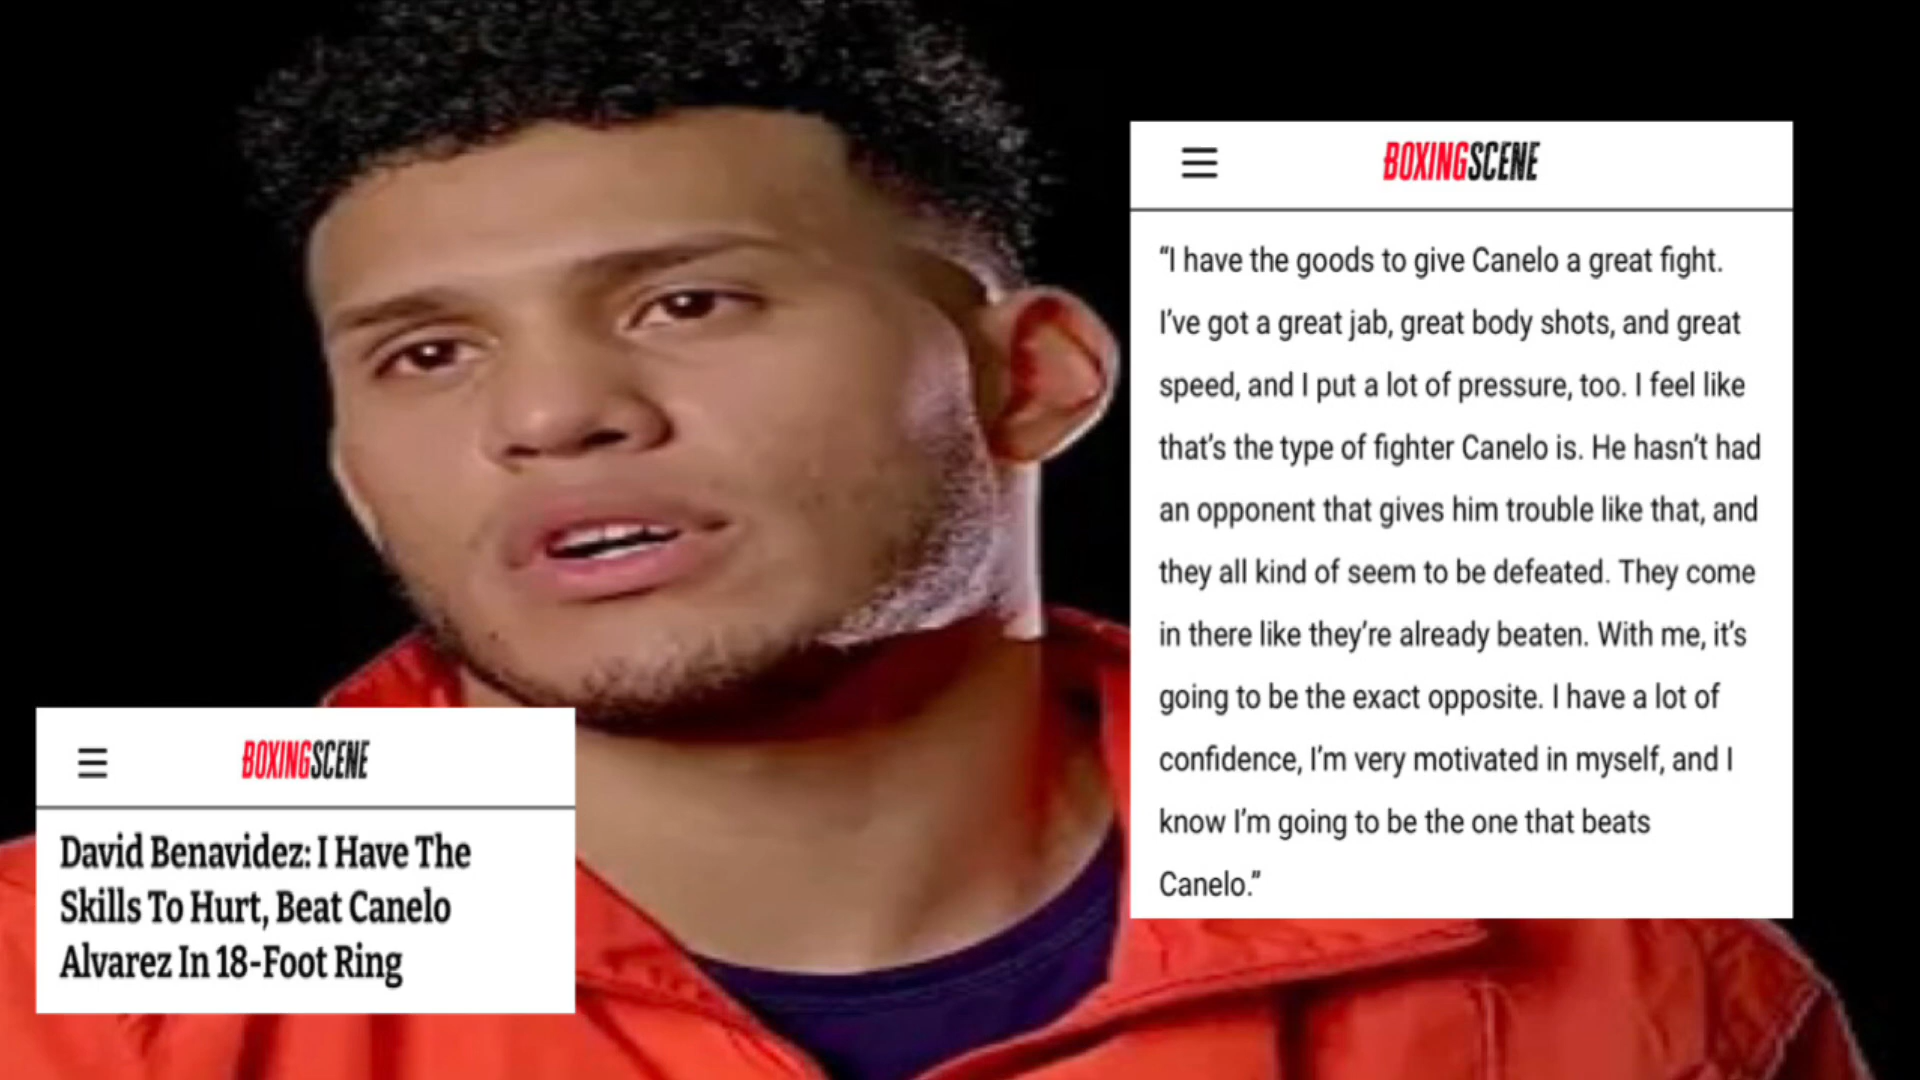 BOXINGSCENE
“I have the goods to give Canelo a great fight.
I’ve got a great jab, great body shots, and great
speed, and I put a lot of pressure, too. I feel like
that’s the type of fighter Canelo is. He hasn’t had
an opponent that gives him trouble like that, and
they all kind of seem to be defeated. They come
in there like they’re already beaten. With me, it’s
going to be the exact opposite. I have a lot of
confidence, I’m very motivated in myself, and I
know I’m going to be the one that beats
Canelo.”
BOXINGSCENE
David Benavidez: I Have The
Skills To Hurt, Beat Canelo
Alvarez In 18-Foot Ring